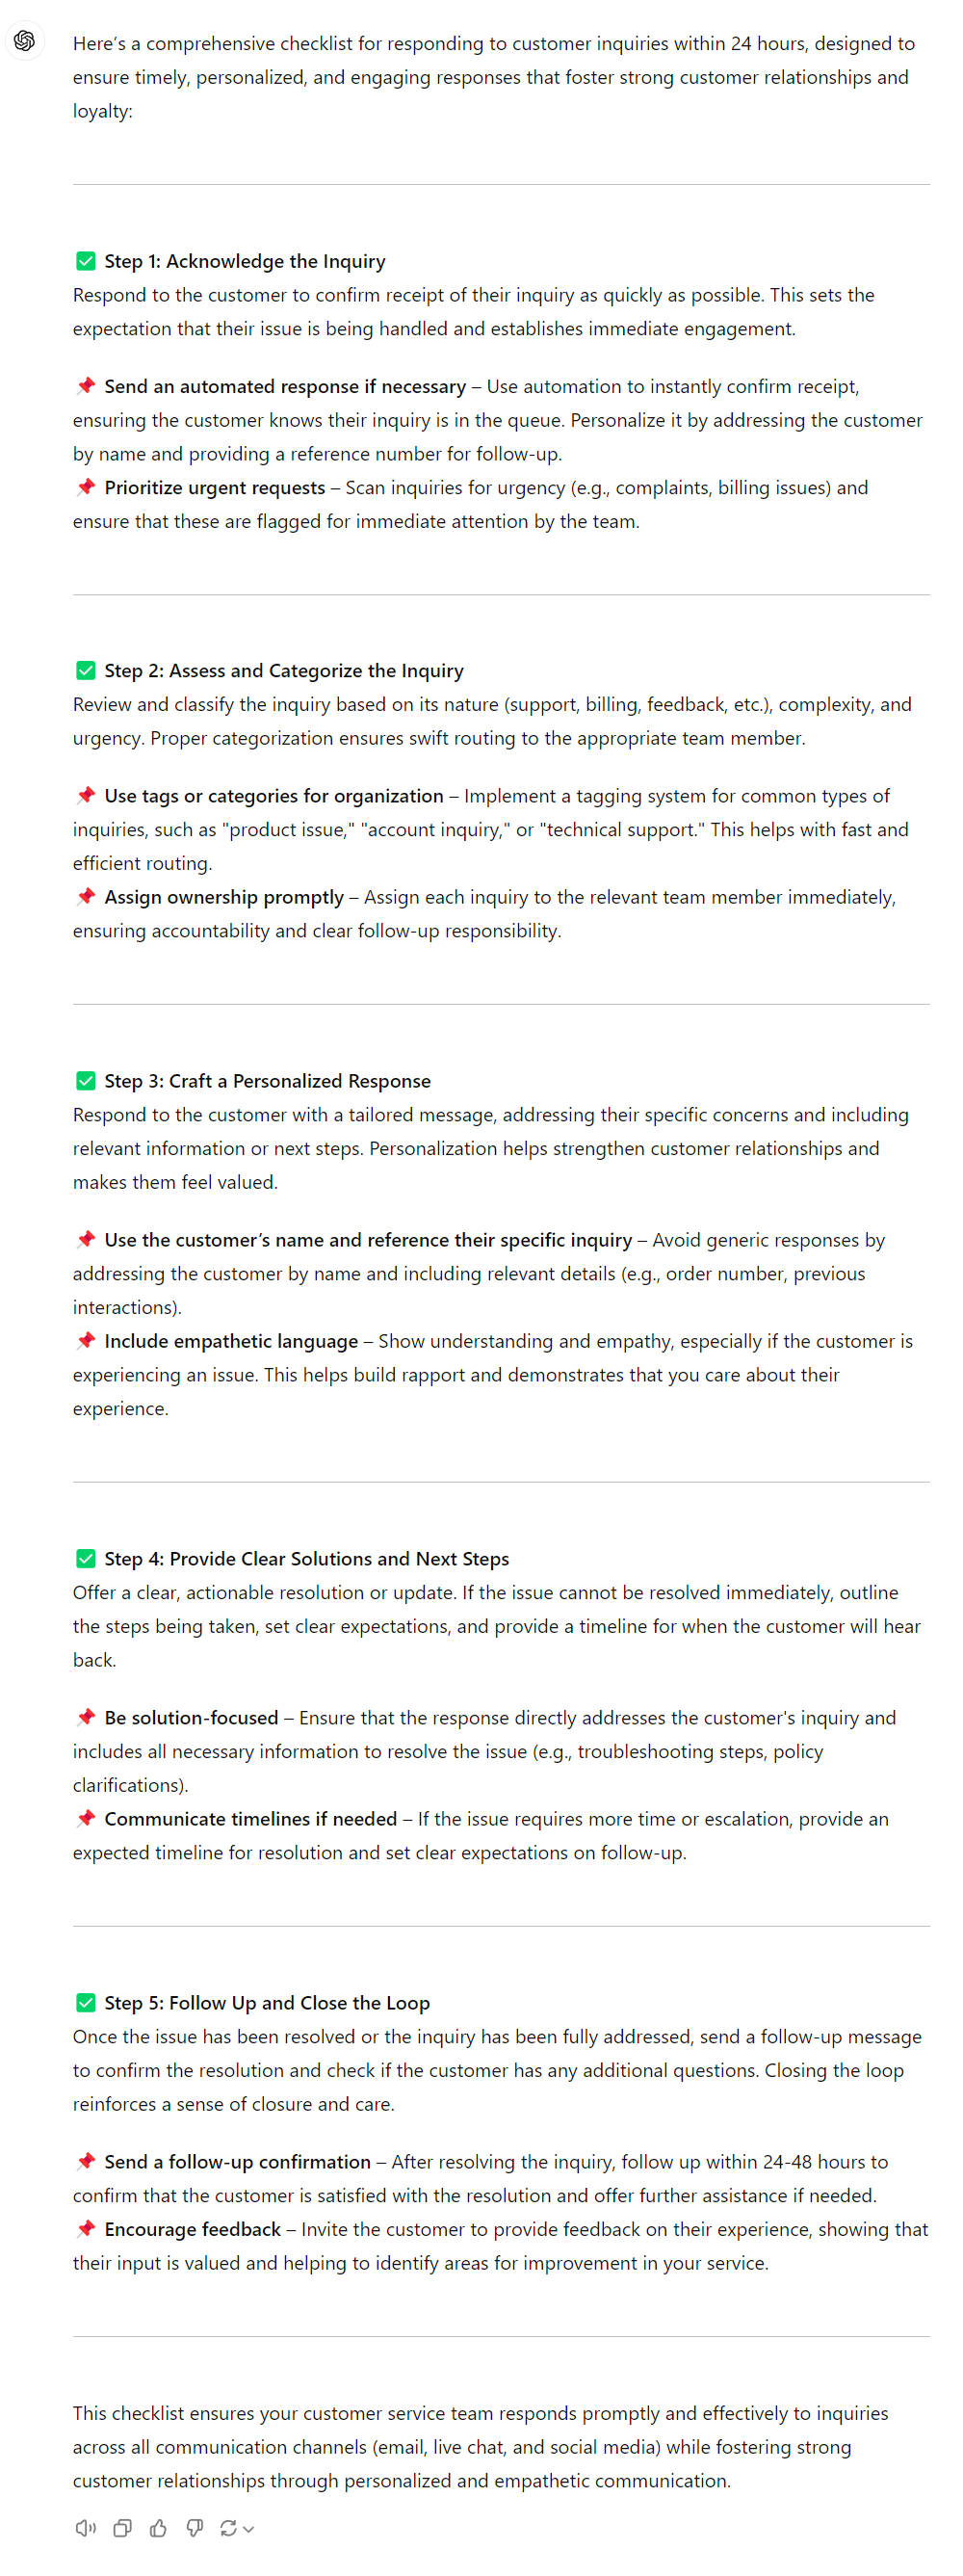 Here’s a comprehensive checklist for responding to customer inquiries within 24 hours, designed to
ensure timely, personalized, and engaging responses that foster strong customer relationships and
loyalty:
Step 1: Acknowledge the Inquiry
Respond to the customer to confirm receipt of their inquiry as quickly as possible. This sets the
expectation that their issue is being handled and establishes immediate engagement.
Send an automated response if necessary – Use automation to instantly confirm receipt,
ensuring the customer knows their inquiry is in the queue. Personalize it by addressing the customer
by name and providing a reference number for follow-up.
Prioritize urgent requests – Scan inquiries for urgency (e.g., complaints, billing issues) and
ensure that these are flagged for immediate attention by the team.
Step 2: Assess and Categorize the Inquiry
Review and classify the inquiry based on its nature (support, billing, feedback, etc.), complexity, and
urgency. Proper categorization ensures swift routing to the appropriate team member.
Use tags or categories for organization – Implement a tagging system for common types of
inquiries, such as "product issue," "account inquiry," or "technical support." This helps with fast and
efficient routing.
Assign ownership promptly – Assign each inquiry to the relevant team member immediately,
ensuring accountability and clear follow-up responsibility.
Step 3: Craft a Personalized Response
Respond to the customer with a tailored message, addressing their specific concerns and including
relevant information or next steps. Personalization helps strengthen customer relationships and
makes them feel valued.
Use the customer’s name and reference their specific inquiry – Avoid generic responses by
addressing the customer by name and including relevant details (e.g., order number, previous
interactions).
Include empathetic language – Show understanding and empathy, especially if the customer is
experiencing an issue. This helps build rapport and demonstrates that you care about their
experience.
Step 4: Provide Clear Solutions and Next Steps
Offer a clear, actionable resolution or update. If the issue cannot be resolved immediately, outline
the steps being taken, set clear expectations, and provide a timeline for when the customer will hear
back.
Be solution-focused – Ensure that the response directly addresses the customer's inquiry and
includes all necessary information to resolve the issue (e.g., troubleshooting steps, policy
clarifications).
Communicate timelines if needed – If the issue requires more time or escalation, provide an
expected timeline for resolution and set clear expectations on follow-up.
Step 5: Follow Up and Close the Loop
Once the issue has been resolved or the inquiry has been fully addressed, send a follow-up message
to confirm the resolution and check if the customer has any additional questions. Closing the loop
reinforces a sense of closure and care.
Send a follow-up confirmation – After resolving the inquiry, follow up within 24-48 hours to
confirm that the customer is satisfied with the resolution and offer further assistance if needed.
Encourage feedback – Invite the customer to provide feedback on their experience, showing that
their input is valued and helping to identify areas for improvement in your service.
This checklist ensures your customer service team responds promptly and effectively to inquiries
across all communication channels (email, live chat, and social media) while fostering strong
customer relationships through personalized and empathetic communication.